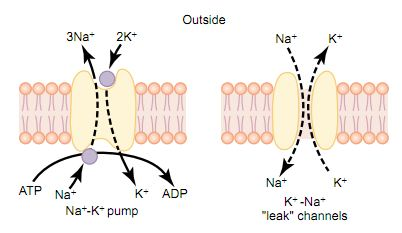 Outside
3Na⁺ 2K⁺
Na⁺ K⁺
ATP Na⁺ K⁺ ADP
Na⁺-K⁺ pump
Na⁺ K⁺
K⁺ -Na⁺
"leak" channels